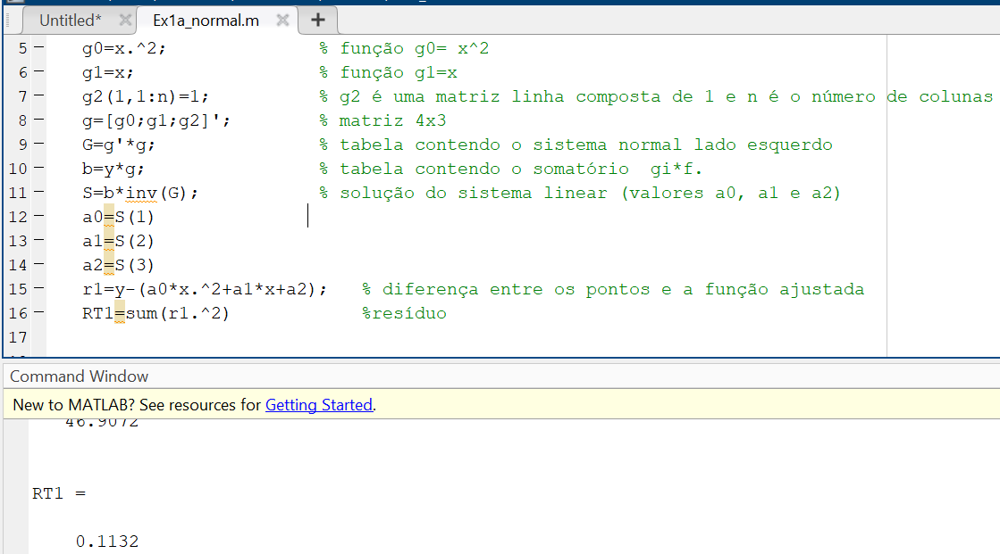 Untitled* × Ex1a_normal.m × +
5 — g0=x.^2; % função g0= x^2
6 — g1=x; % função g1=x
7 — g2(1,1:n)=1; % g2 é uma matriz linha composta de 1 e n é o número de colunas
8 — g=[g0;g1;g2]'; % matriz 4x3
9 — G=g'*g; % tabela contendo o sistema normal lado esquerdo
10 — b=y*g; % tabela contendo o somatório gi*f.
11 — S=b*inv(G); % solução do sistema linear (valores a0, a1 e a2)
12 — a0=S(1)
13 — a1=S(2)
14 — a2=S(3)
15 — r1=y-(a0*x.^2+a1*x+a2); % diferença entre os pontos e a função ajustada
16 — RT1=sum(r1.^2) %resíduo
17
Command Window
New to MATLAB? See resources for Getting Started.
46.9072
RT1 =
0.1132